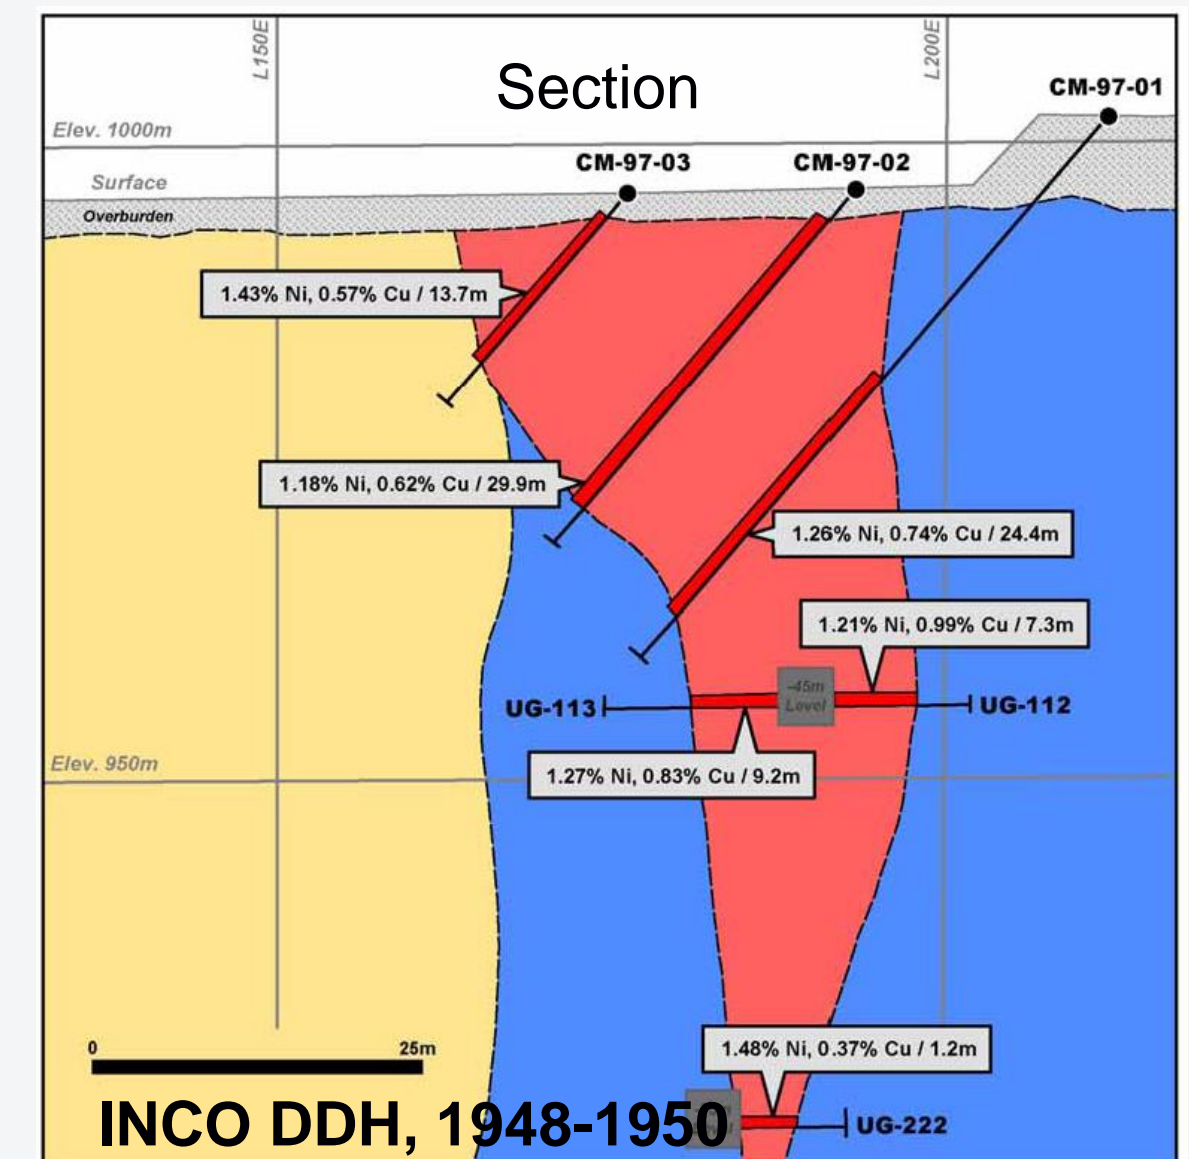 L150E
L200E
Section
CM-97-01
Elev. 1000m
CM-97-03
CM-97-02
Surface
Overburden
1.43% Ni, 0.57% Cu / 13.7m
1.18% Ni, 0.62% Cu / 29.9m
1.26% Ni, 0.74% Cu / 24.4m
1.21% Ni, 0.99% Cu / 7.3m
-45m
Level
UG-113
UG-112
Elev. 950m
1.27% Ni, 0.83% Cu / 9.2m
0
25m
1.48% Ni, 0.37% Cu / 1.2m
INCO DDH, 1948-1950
UG-222